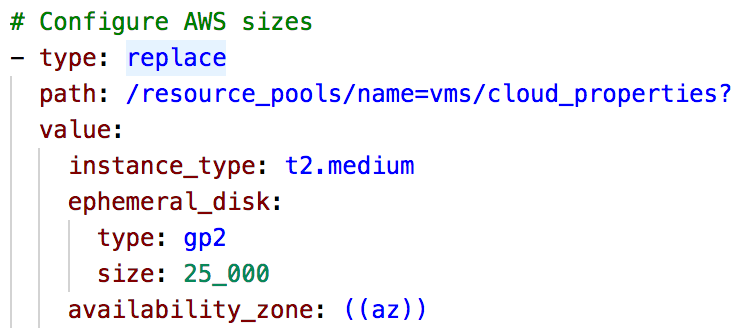 # Configure AWS sizes
- type: replace
  path: /resource_pools/name=vms/cloud_properties?
  value:
    instance_type: t2.medium
    ephemeral_disk:
      type: gp2
      size: 25_000
    availability_zone: ((az))